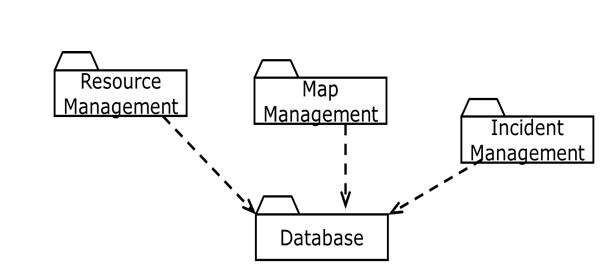 Resource
Management
Map
Management
Incident
Management
Database